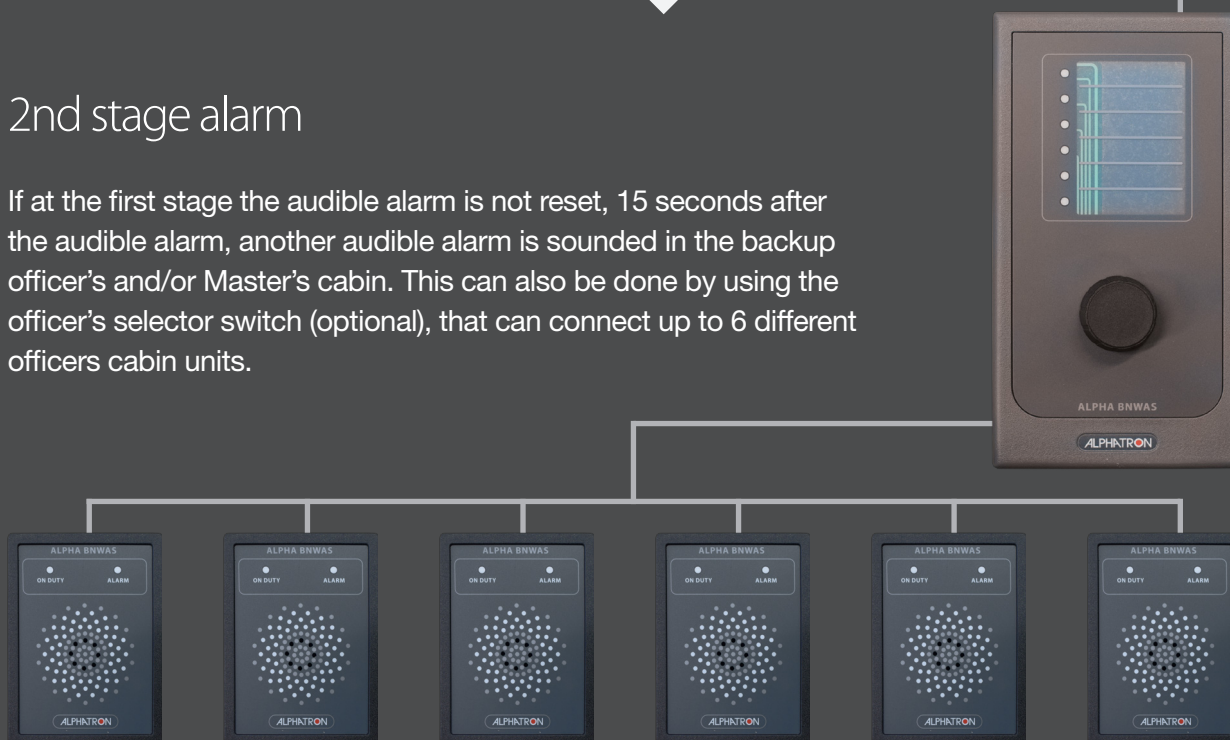 2nd stage alarm
If at the first stage the audible alarm is not reset, 15 seconds after
the audible alarm, another audible alarm is sounded in the backup
officer’s and/or Master’s cabin. This can also be done by using the
officer’s selector switch (optional), that can connect up to 6 different
officers cabin units.
ALPHA BNWAS
ALPHATRON
ALPHA BNWAS ALPHA BNWAS ALPHA BNWAS ALPHA BNWAS ALPHA BNWAS ALPHA BNWAS
ON DUTY ALARM ON DUTY ALARM ON DUTY ALARM ON DUTY ALARM ON DUTY ALARM ON DUTY ALARM
ALPHATRON ALPHATRON ALPHATRON ALPHATRON ALPHATRON ALPHATRON